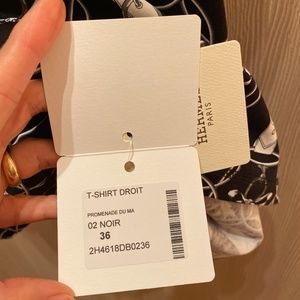 HERMÈS
PARIS
T-SHIRT DROIT
PROMENADE DU MA
02 NOIR
36
2H4618DB0236